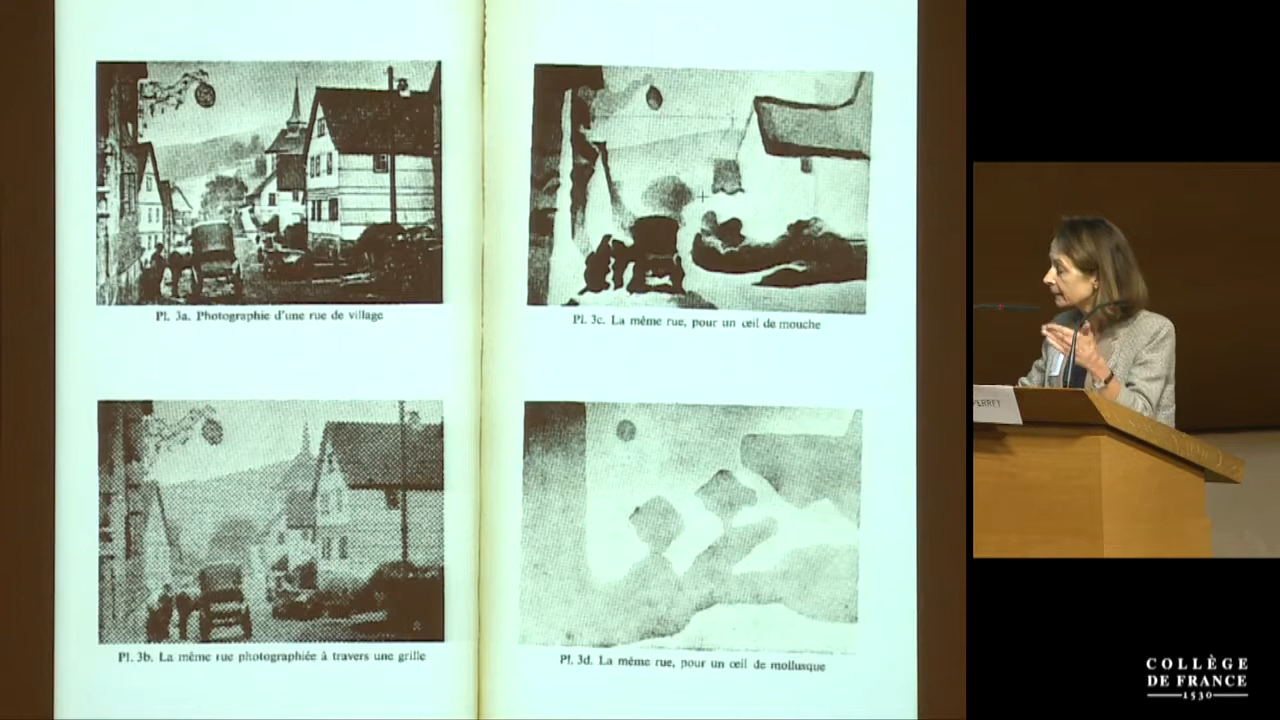 Pl. 3a. Photographie d'une rue de village
Pl. 3c. La même rue, pour un œil de mouche
Pl. 3b. La même rue photographiée à travers une grille
Pl. 3d. La même rue, pour un œil de mollusque
PERRET
COLLÈGE
DE FRANCE
1530